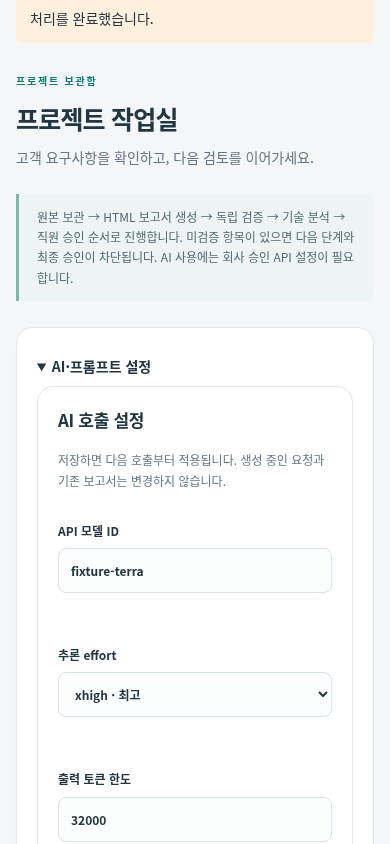 처리를 완료했습니다.
프로젝트 보관함
프로젝트 작업실
고객 요구사항을 확인하고, 다음 검토를 이어가세요.
원본 보관 → HTML 보고서 생성 → 독립 검증 → 기술 분석 →
직원 승인 순서로 진행합니다. 미검증 항목이 있으면 다음 단계와
최종 승인이 차단됩니다. AI 사용에는 회사 승인 API 설정이 필요
합니다.
▼ AI·프롬프트 설정
AI 호출 설정
저장하면 다음 호출부터 적용됩니다. 생성 중인 요청과
기존 보고서는 변경하지 않습니다.
API 모델 ID
fixture-terra
추론 effort
xhigh · 최고
출력 토큰 한도
32000